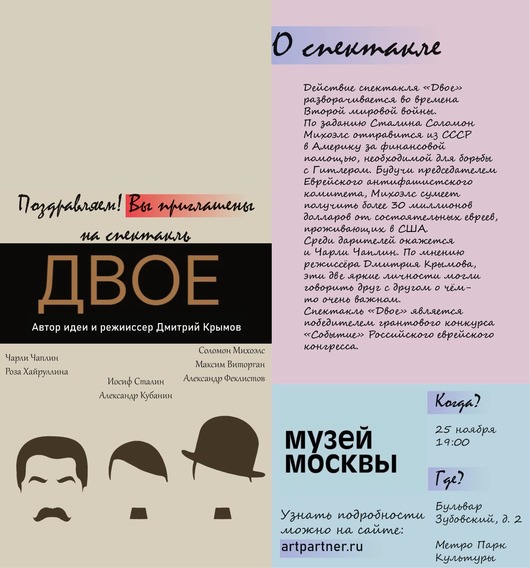 Поздравляем! Вы приглашены
на спектакль
ДВОЕ
Автор идеи и режииссер Дмитрий Крымов
Чарли Чаплин
Роза Хайруллина
Иосиф Сталин
Александр Кубанин
Соломон Михоэлс
Максим Виторган
Александр Феклистов
О спектакле
Действие спектакля «Двое»
разворачивается во времена
Второй мировой войны.
По заданию Сталина Соломон
Михоэлс отправится из СССР
в Америку за финансовой
помощью, необходимой для борьбы
с Гитлером. Будучи председателем
Еврейского антифашистского
комитета, Михоэлс сумеет
получить более 30 миллионов
долларов от состоятельных евреев,
проживающих в США.
Среди дарителей окажется
и Чарли Чаплин. По мнению
режиссёра Дмитрия Крымова,
эти две яркие личности могли
говорить друг с другом о чём-
то очень важном.
Спектакль «Двое» является
победителем грантового конкурса
«Событие» Российского еврейского
конгресса.
музей
москвы
Узнать подробности
можно на сайте:
artpartner.ru
Когда?
25 ноября
19:00
Где?
Бульвар
Зубовский, д. 2
Метро Парк
Культуры